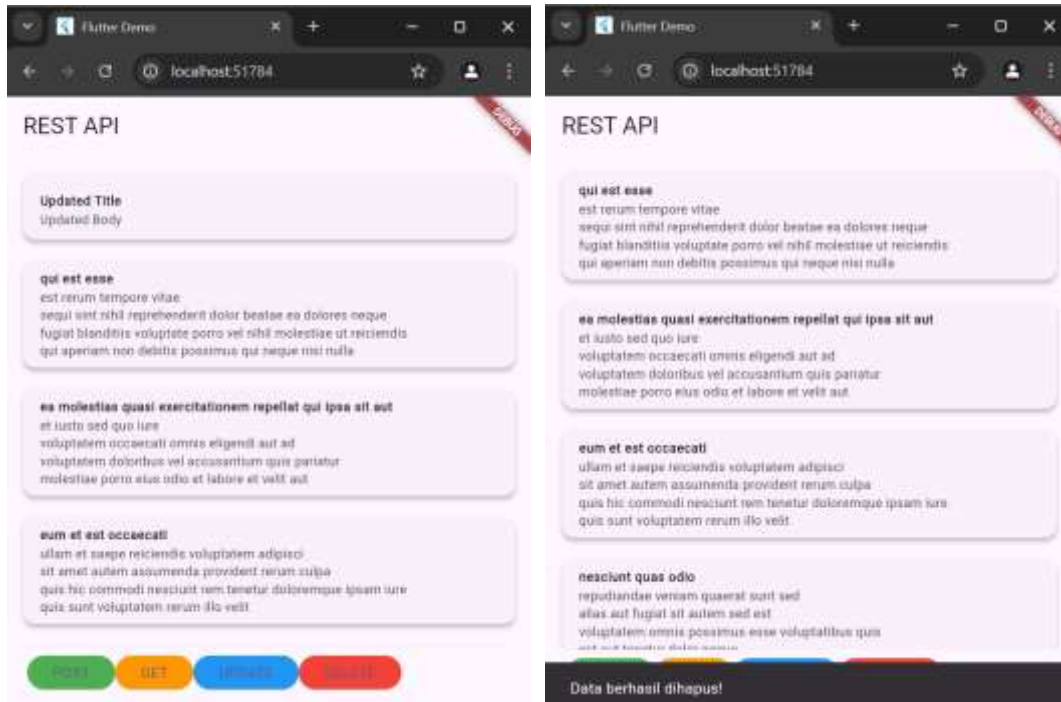 Flutter Demo
localhost:51784
DEBUG
REST API
Updated Title
Updated Body
qui est esse
est rerum tempore vitae
sequi sint nihil reprehenderit dolor beatae ea dolores neque
fugiat blanditiis voluptate porro vel nihil molestiae ut reiciendis
qui aperiam non debitis possimus qui neque nisi nulla
ea molestias quasi exercitationem repellat qui ipsa sit aut
et iusto sed quo iure
voluptatem occaecati omnis eligendi aut ad
voluptatem doloribus vel accusantium quis pariatur
molestiae porro eius odio et labore et velit aut
eum et est occaecati
ullam et saepe reiciendis voluptatem adipisci
sit amet autem assumenda provident rerum culpa
quis hic commodi nesciunt rem tenetur doloremque ipsam iure
quis sunt voluptatem rerum illo velit
POST GET UPDATE DELETE
Flutter Demo
localhost:51784
DEBUG
REST API
qui est esse
est rerum tempore vitae
sequi sint nihil reprehenderit dolor beatae ea dolores neque
fugiat blanditiis voluptate porro vel nihil molestiae ut reiciendis
qui aperiam non debitis possimus qui neque nisi nulla
ea molestias quasi exercitationem repellat qui ipsa sit aut
et iusto sed quo iure
voluptatem occaecati omnis eligendi aut ad
voluptatem doloribus vel accusantium quis pariatur
molestiae porro eius odio et labore et velit aut
eum et est occaecati
ullam et saepe reiciendis voluptatem adipisci
sit amet autem assumenda provident rerum culpa
quis hic commodi nesciunt rem tenetur doloremque ipsam iure
quis sunt voluptatem rerum illo velit
nesciunt quas odio
repudiandae veniam quaerat sunt sed
alias aut fugiat sit autem sed est
voluptatem omnis possimus esse voluptatibus quis
Data berhasil dihapus!